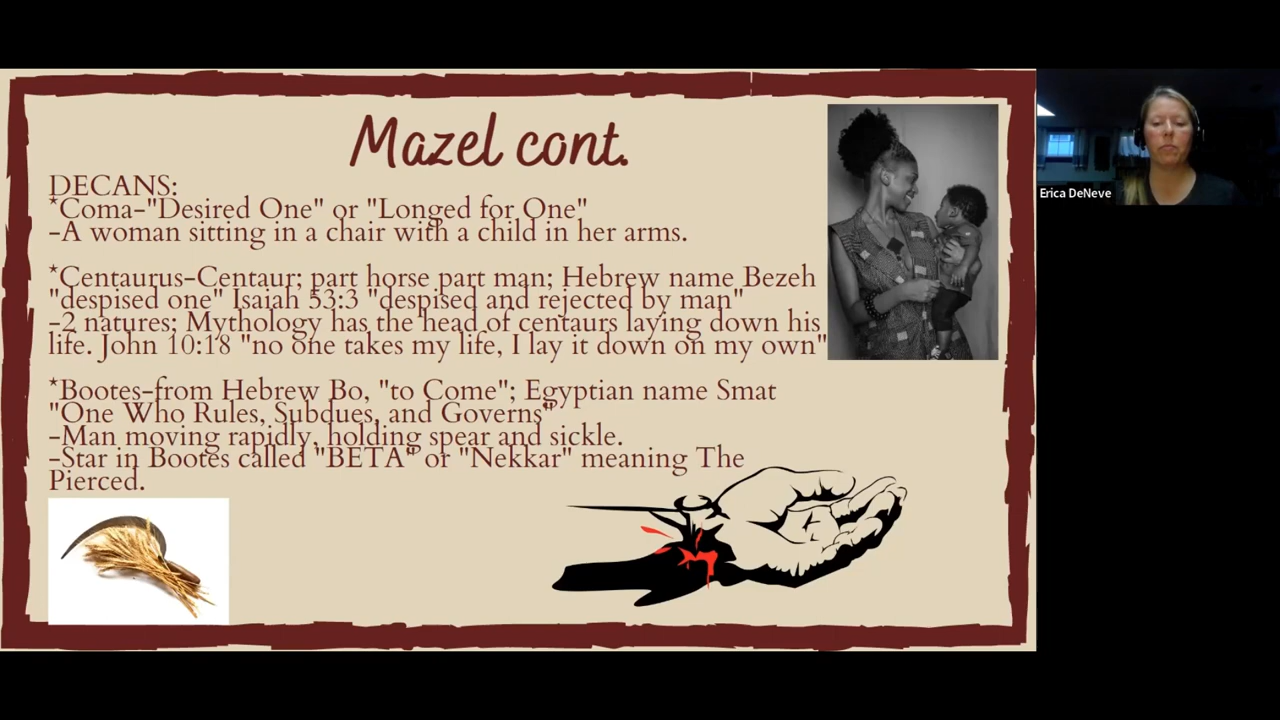 Mazel cont.
DECANS:
*Coma-"Desired One" or "Longed for One"
-A woman sitting in a chair with a child in her arms.
*Centaurus-Centaur; part horse part man; Hebrew name Bezeh
"despised one" Isaiah 53:3 "despised and rejected by man"
-2 natures; Mythology has the head of centaurs laying down his
life. John 10:18 "no one takes my life, I lay it down on my own"
*Bootes-from Hebrew Bo, "to Come"; Egyptian name Smat
"One Who Rules, Subdues, and Governs"
-Man moving rapidly, holding spear and sickle.
-Star in Bootes called "BETA" or "Nekkar" meaning The
Pierced.
Erica DeNeve